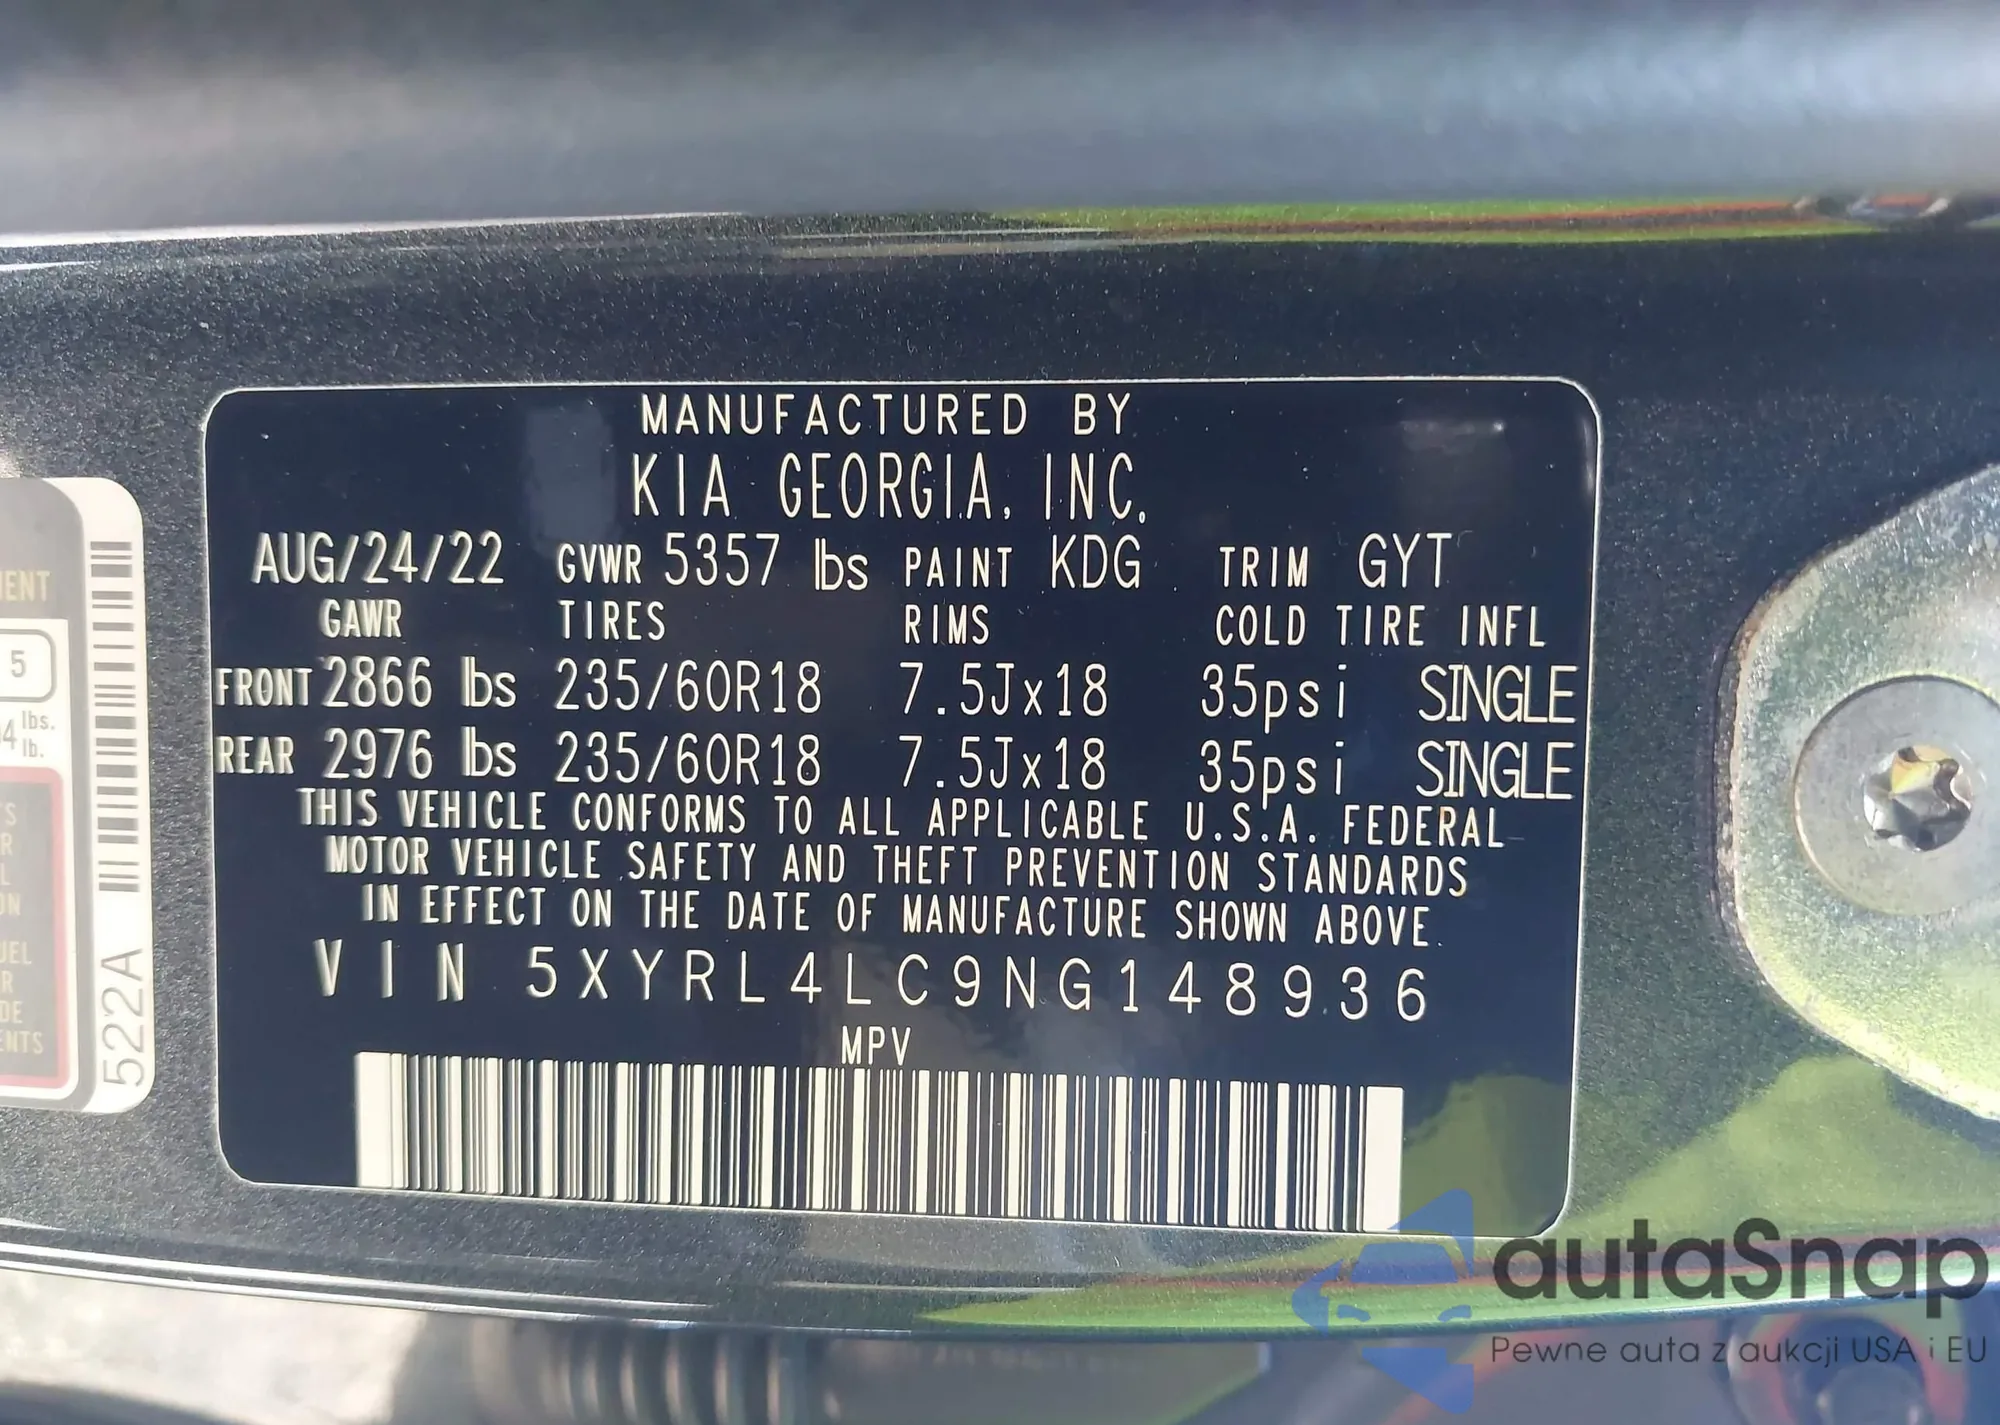 MANUFACTURED BY
KIA GEORGIA, INC.
AUG/24/22 GVWR 5357 lbs PAINT KDG TRIM GYT
GAWR TIRES RIMS COLD TIRE INFL
FRONT 2866 lbs 235/60R18 7.5Jx18 35psi SINGLE
REAR 2976 lbs 235/60R18 7.5Jx18 35psi SINGLE
THIS VEHICLE CONFORMS TO ALL APPLICABLE U.S.A. FEDERAL
MOTOR VEHICLE SAFETY AND THEFT PREVENTION STANDARDS
IN EFFECT ON THE DATE OF MANUFACTURE SHOWN ABOVE.
VIN 5XYRL4LC9NG148936
MPV
5
lbs.
lb.
522A
autaSnap
Pewne auta z aukcji USA i EU